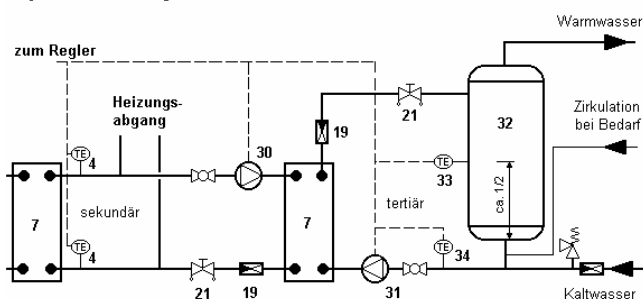 Warmwasser
zum Regler
Heizungs-
abgang
21
32
Zirkulation
bei Bedarf
19
30
TE
4
TE
33
ca. 1/2
7
sekundär
7
tertiär
TE
4
TE
34
21
19
31
Kaltwasser